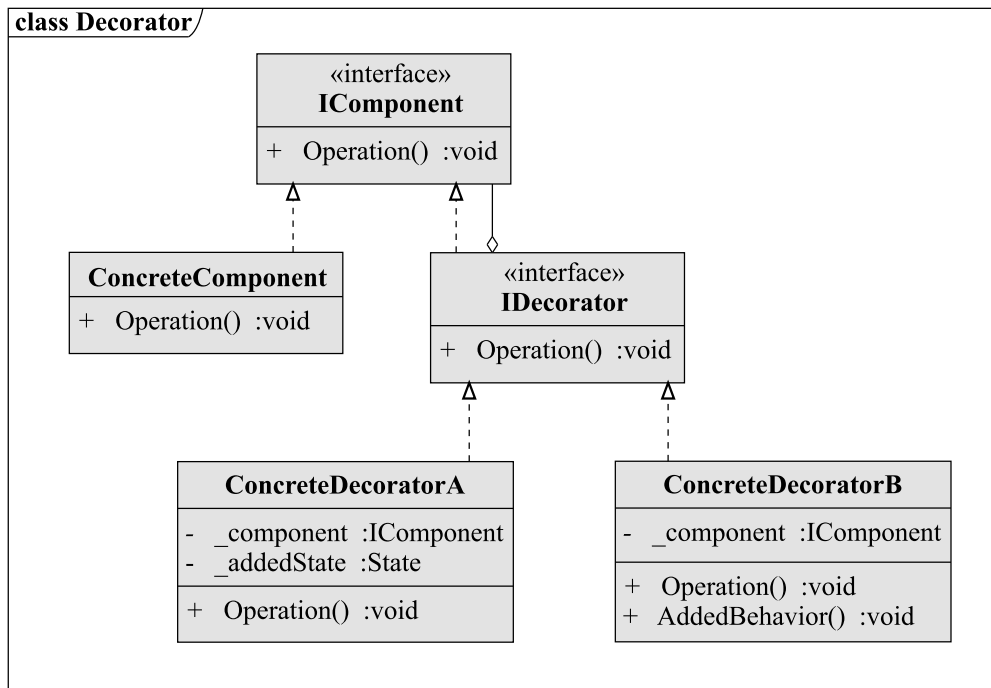 class Decorator
«interface»
IComponent
+ Operation() :void
ConcreteComponent
+ Operation() :void
«interface»
IDecorator
+ Operation() :void
ConcreteDecoratorA
- _component :IComponent
- _addedState :State
+ Operation() :void
ConcreteDecoratorB
- _component :IComponent
+ Operation() :void
+ AddedBehavior() :void